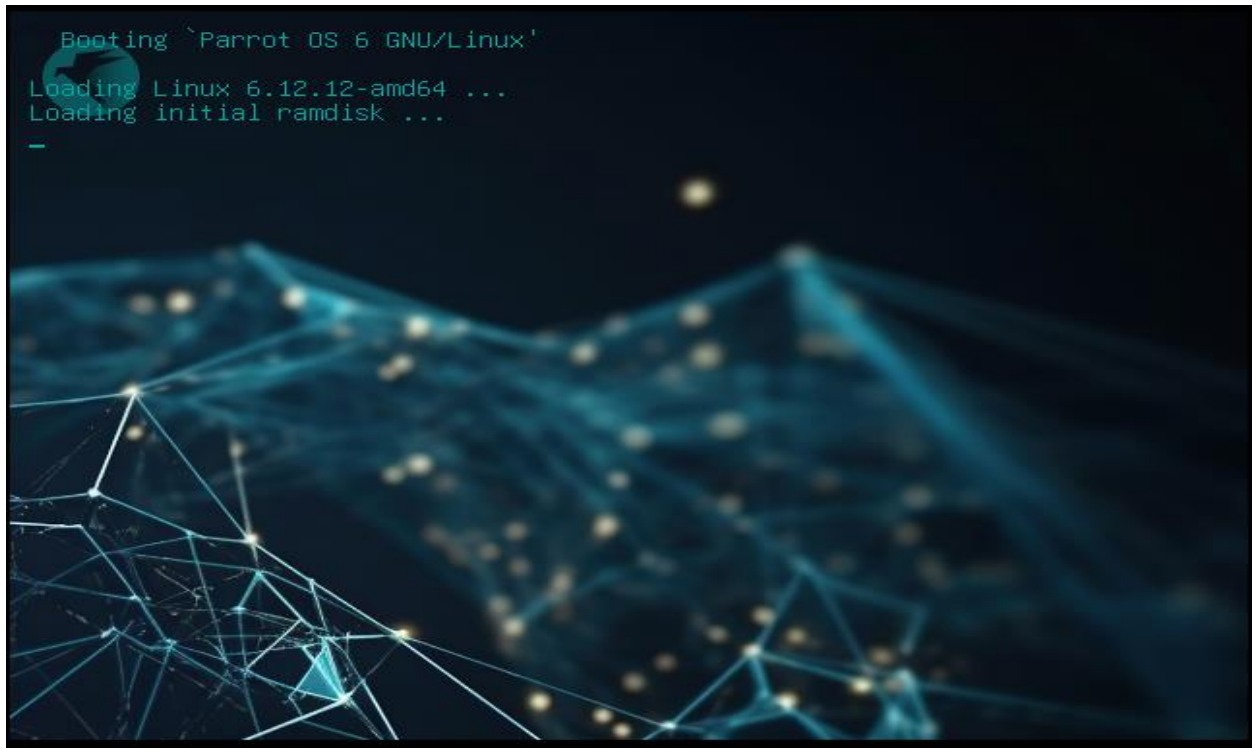 Booting `Parrot OS 6 GNU/Linux'
Loading Linux 6.12.12-amd64 ...
Loading initial ramdisk ...